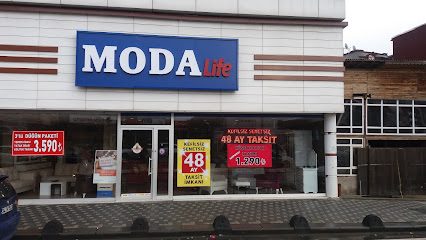 MODA Life
3'lü DÜĞÜN PAKETİ
3.590₺
KEFİLSİZ
SENETSİZ
48
AY
TAKSİT
İMKANI
KEFİLSİZ SENETSİZ
48 AY TAKSİT
1.290₺